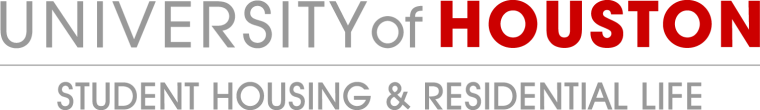 UNIVERSITY of HOUSTON
STUDENT HOUSING & RESIDENTIAL LIFE